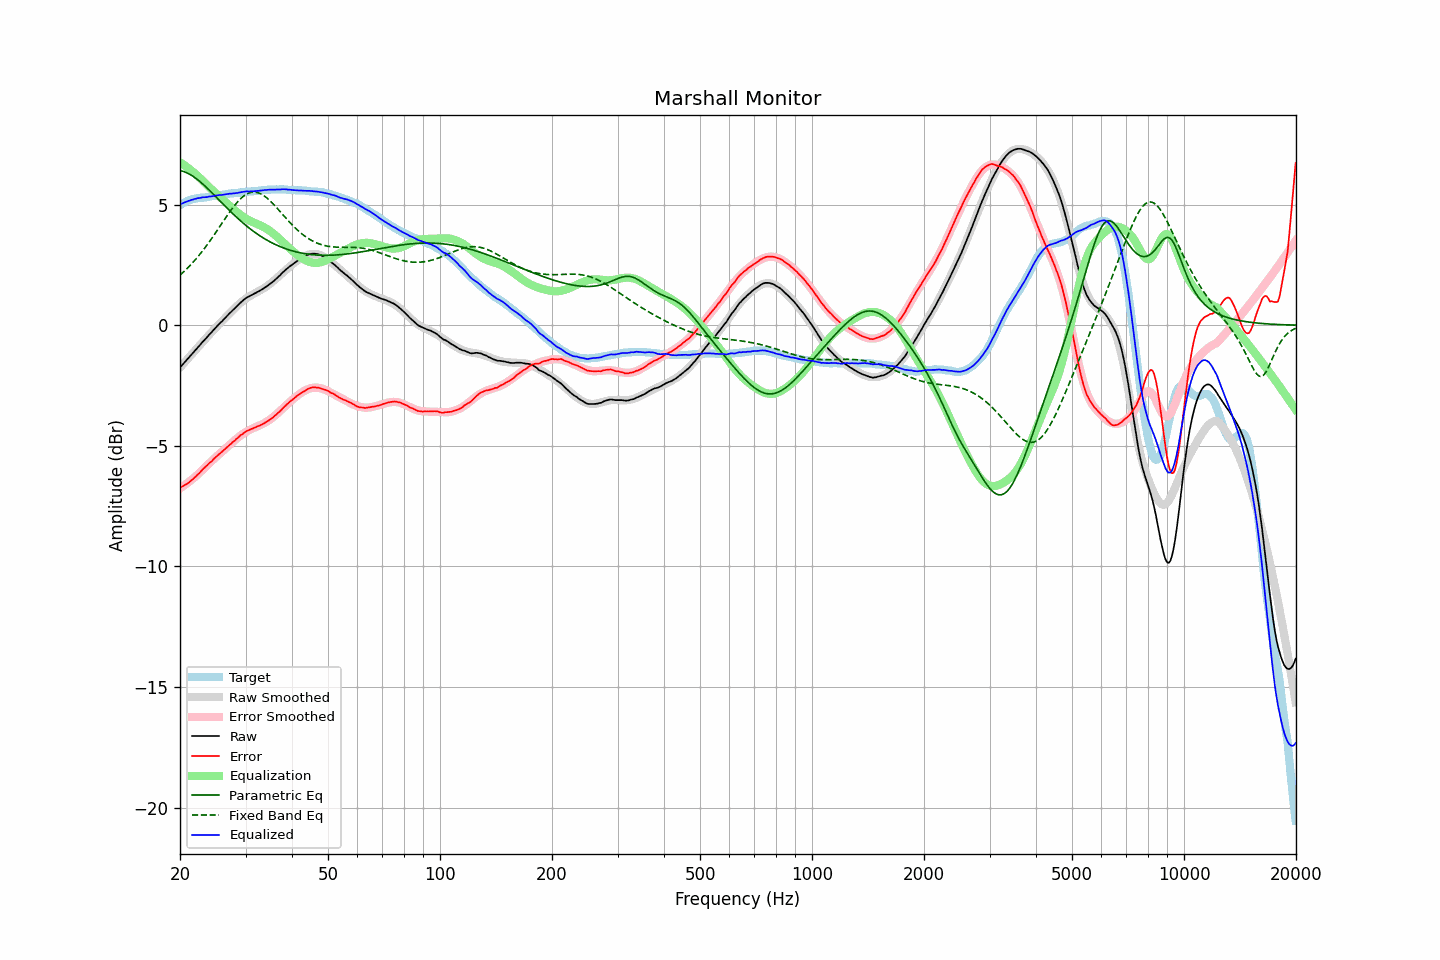 Marshall Monitor
Amplitude (dBr)
5
0
−5
−10
−15
−20
Target
Raw Smoothed
Error Smoothed
Raw
Error
Equalization
Parametric Eq
Fixed Band Eq
Equalized
20 50 100 200 500 1000 2000 5000 10000 20000
Frequency (Hz)